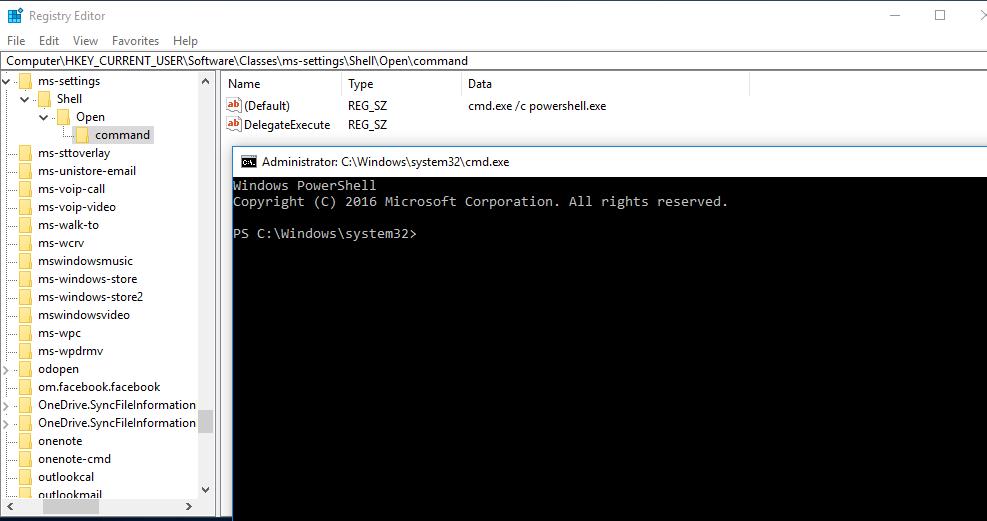 Registry Editor
File Edit View Favorites Help
Computer\HKEY_CURRENT_USER\Software\Classes\ms-settings\Shell\Open\command
ms-settings
Shell
Open
command
ms-sttoverlay
ms-unistore-email
ms-voip-call
ms-voip-video
ms-walk-to
ms-wcrv
mswindowsmusic
ms-windows-store
ms-windows-store2
mswindowsvideo
ms-wpc
ms-wpdrmv
odopen
om.facebook.facebook
OneDrive.SyncFileInformation
OneDrive.SyncFileInformation
onenote
onenote-cmd
outlookcal
outlookmail
Name Type Data
ab (Default) REG_SZ cmd.exe /c powershell.exe
ab DelegateExecute REG_SZ
C:\. Administrator: C:\Windows\system32\cmd.exe
Windows PowerShell
Copyright (C) 2016 Microsoft Corporation. All rights reserved.
PS C:\Windows\system32>